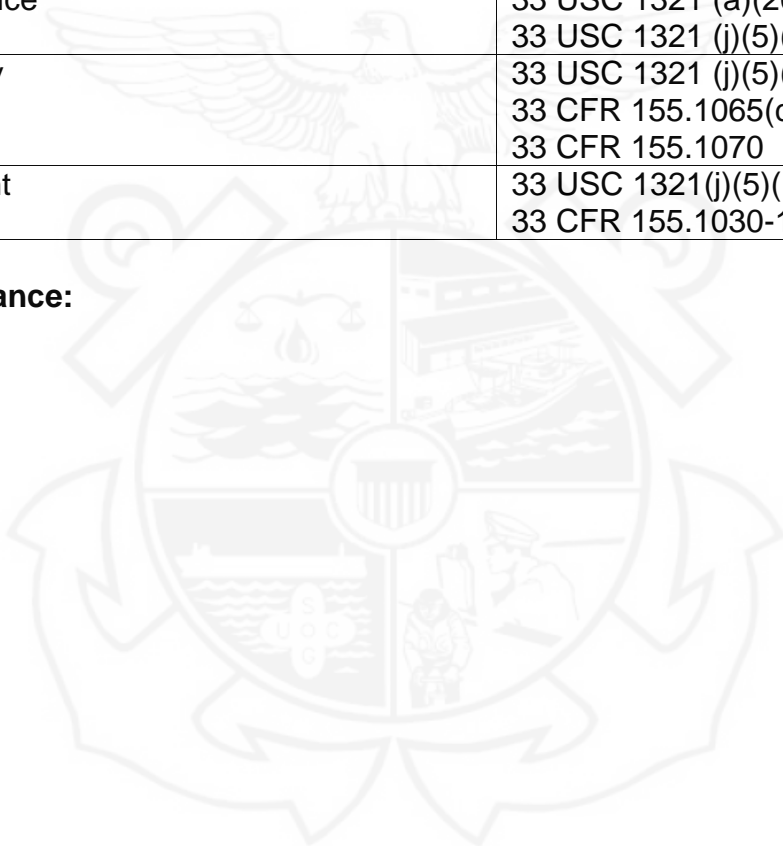 ce 33 USC 1321 (a)(2
33 USC 1321 (j)(5)(
33 USC 1321 (j)(5)(
33 CFR 155.1065(
33 CFR 155.1070
t 33 USC 1321(j)(5)(
33 CFR 155.1030-
ance:
S
U O C
G